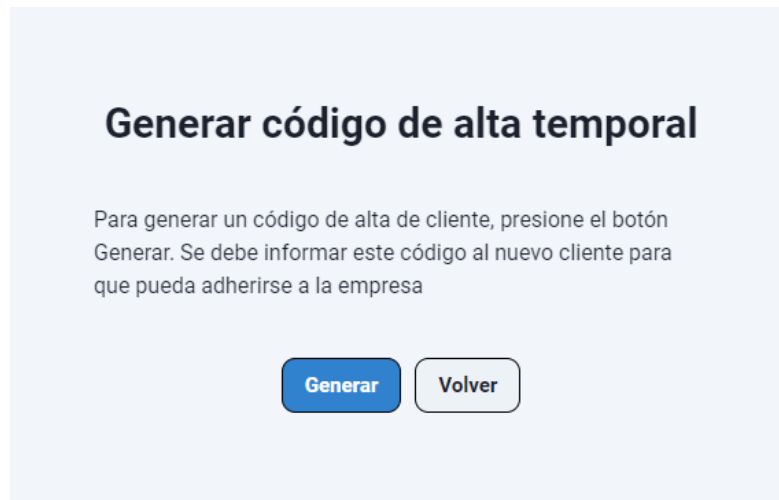 Generar código de alta temporal
Para generar un código de alta de cliente, presione el botón
Generar. Se debe informar este código al nuevo cliente para
que pueda adherirse a la empresa
Generar
Volver